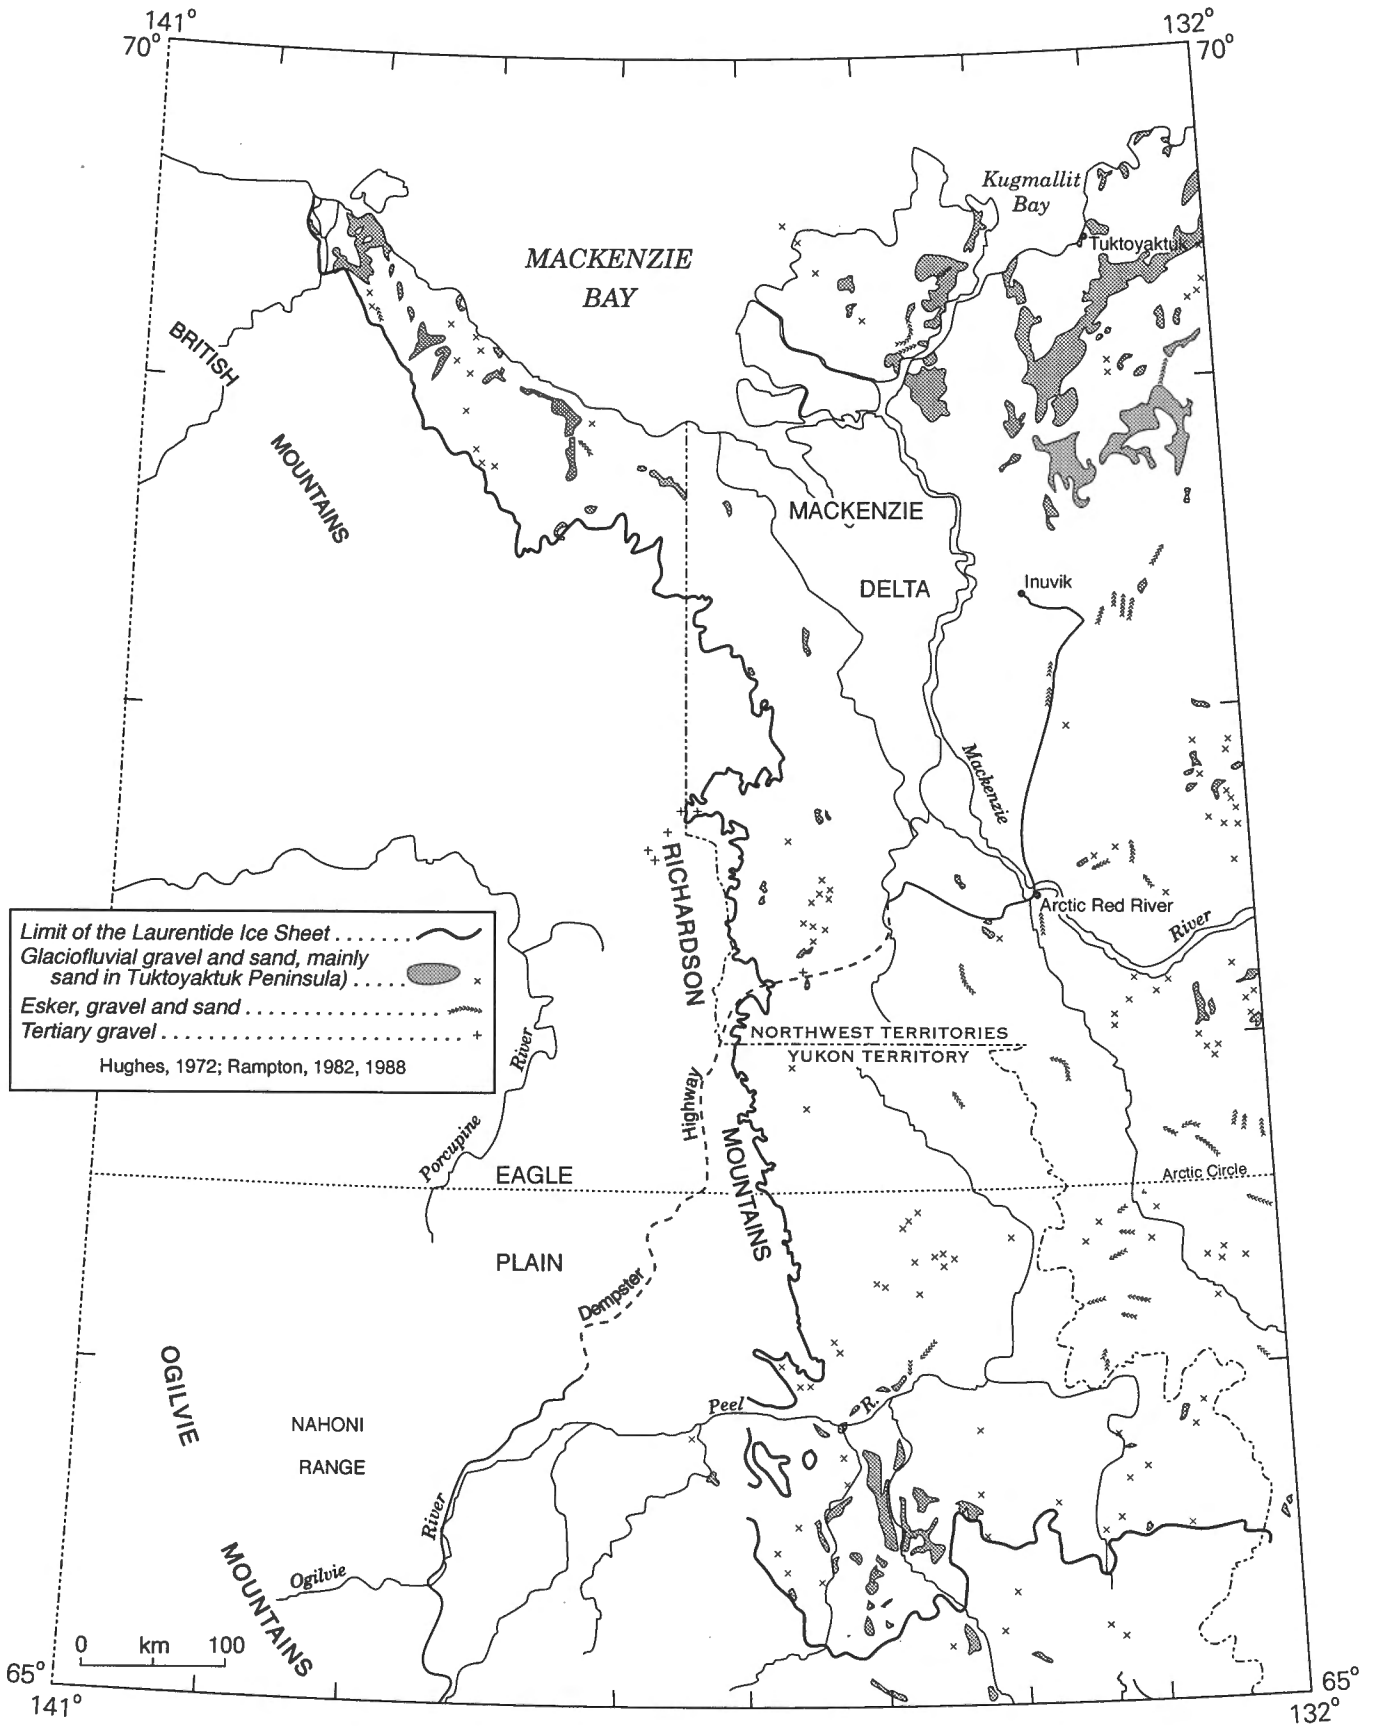 141°
132°
70°
70°
Kugmallit
Bay
Tuktoyaktuk
MACKENZIE
BAY
BRITISH
MOUNTAINS
MACKENZIE
DELTA
Inuvik
Mackenzie
RICHARDSON
Arctic Red River
River
Limit of the Laurentide Ice Sheet .......
Glaciofluvial gravel and sand, mainly
sand in Tuktoyaktuk Peninsula) .....
Esker, gravel and sand ......................
Tertiary gravel ................................
Hughes, 1972; Rampton, 1982, 1988
NORTHWEST TERRITORIES
YUKON TERRITORY
River
Highway
Porcupine
MOUNTAINS
EAGLE
Arctic Circle
PLAIN
Dempster
OGILVIE
NAHONI
RANGE
Peel
R.
River
Ogilvie
MOUNTAINS
0 km 100
65°
65°
141°
132°